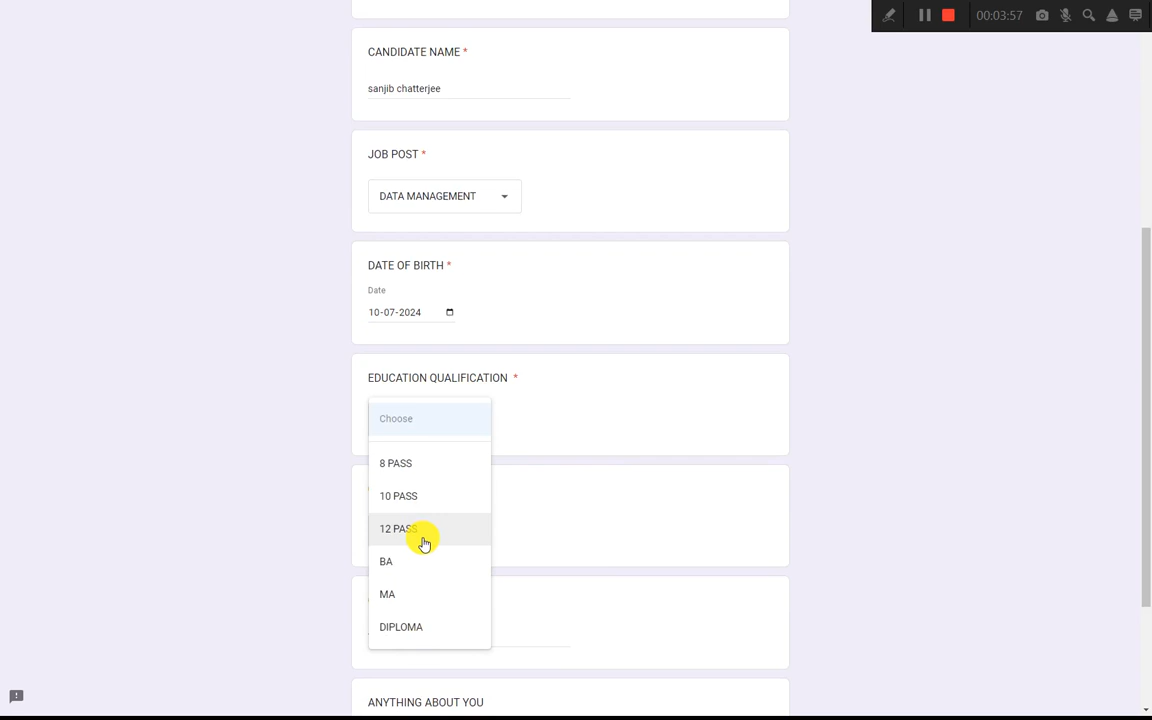 00:03:57
CANDIDATE NAME *
sanjib chatterjee
JOB POST *
DATA MANAGEMENT
DATE OF BIRTH *
Date
10-07-2024
EDUCATION QUALIFICATION *
Choose
8 PASS
10 PASS
12 PASS
BA
MA
DIPLOMA
ANYTHING ABOUT YOU